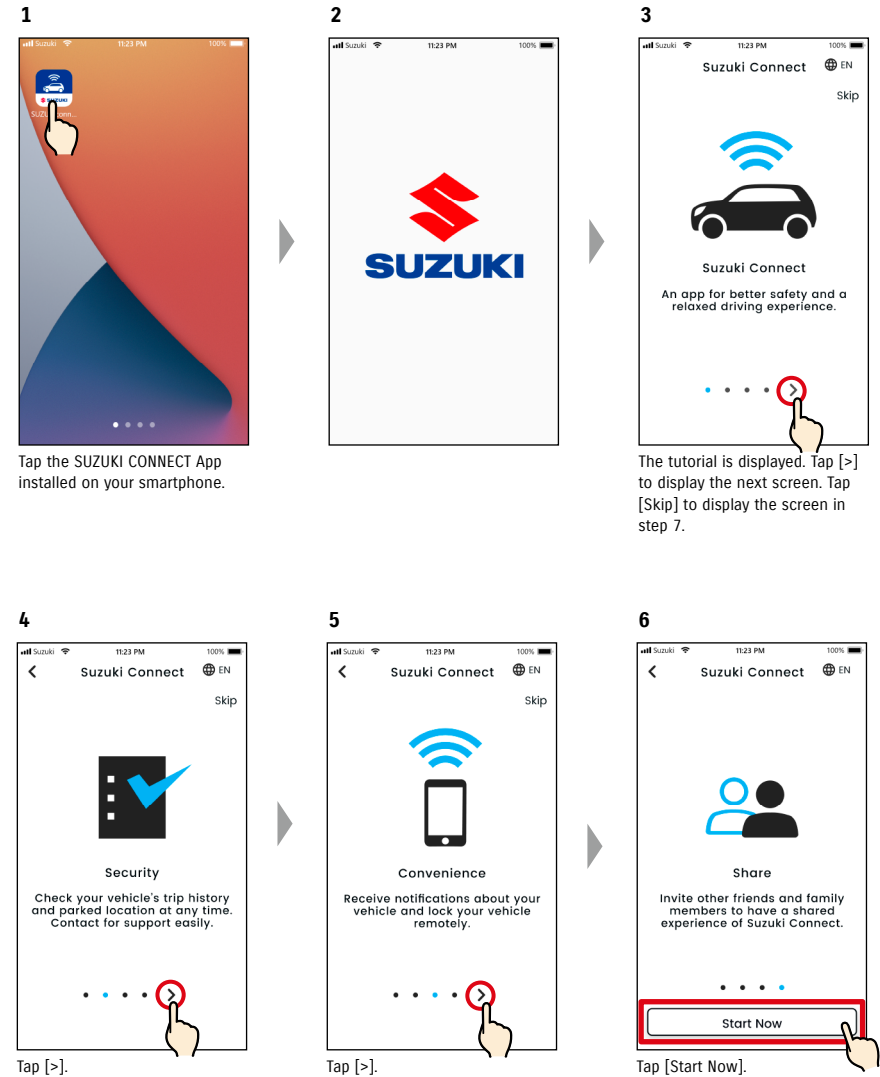 1
Suzuki 11:23 PM 100%
SUZUKI
Tap the SUZUKI CONNECT App
installed on your smartphone.
2
Suzuki 11:23 PM 100%
SUZUKI
3
Suzuki 11:23 PM 100%
Suzuki Connect EN
Skip
Suzuki Connect
An app for better safety and a
relaxed driving experience.
>
The tutorial is displayed. Tap [>]
to display the next screen. Tap
[Skip] to display the screen in
step 7.
4
Suzuki 11:23 PM 100%
< Suzuki Connect EN
Skip
Security
Check your vehicle's trip history
and parked location at any time.
Contact for support easily.
>
Tap [>].
5
Suzuki 11:23 PM 100%
< Suzuki Connect EN
Skip
Convenience
Receive notifications about your
vehicle and lock your vehicle
remotely.
>
Tap [>].
6
Suzuki 11:23 PM 100%
< Suzuki Connect EN
Share
Invite other friends and family
members to have a shared
experience of Suzuki Connect.
Start Now
Tap [Start Now].